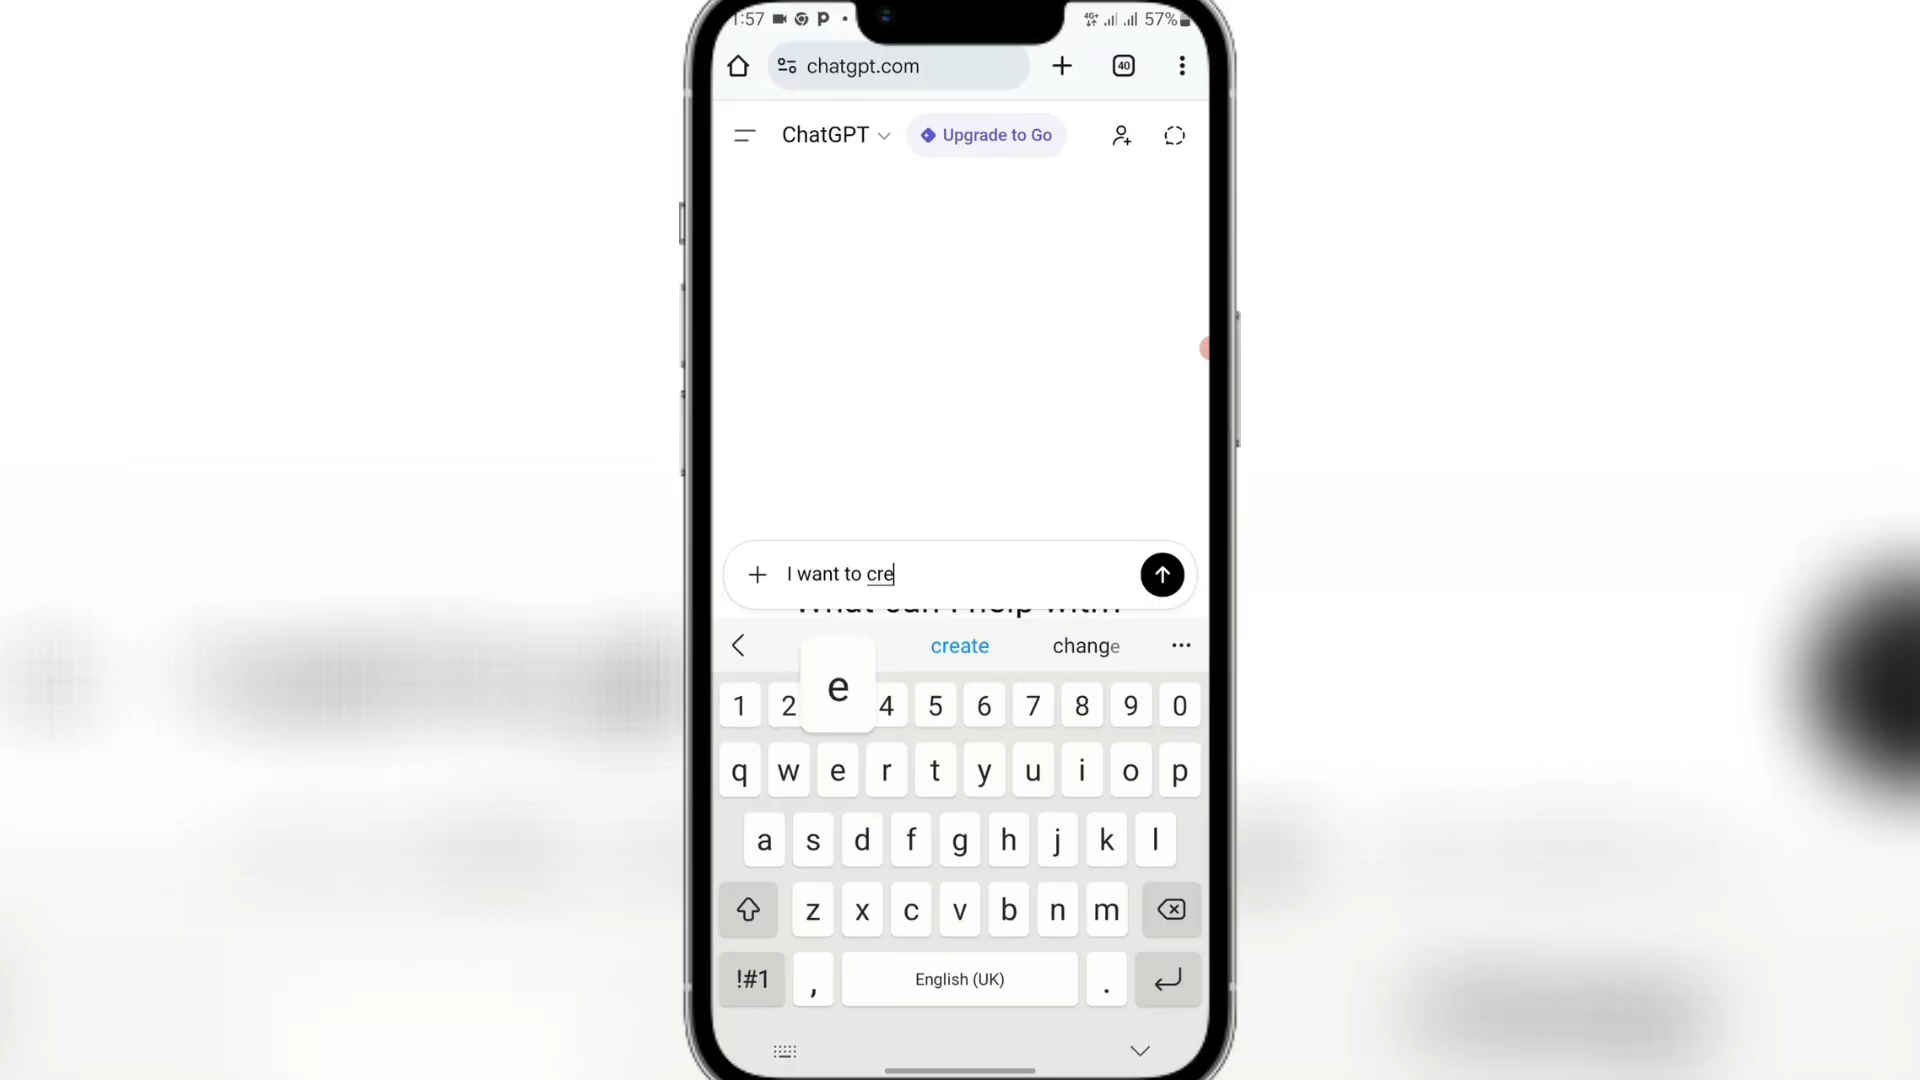 1:57 57%
chatgpt.com 40
ChatGPT Upgrade to Go
I want to cre
What can I help with?
create change
e
1 2 4 5 6 7 8 9 0
q w e r t y u i o p
a s d f g h j k l
z x c v b n m
!#1 , English (UK) .